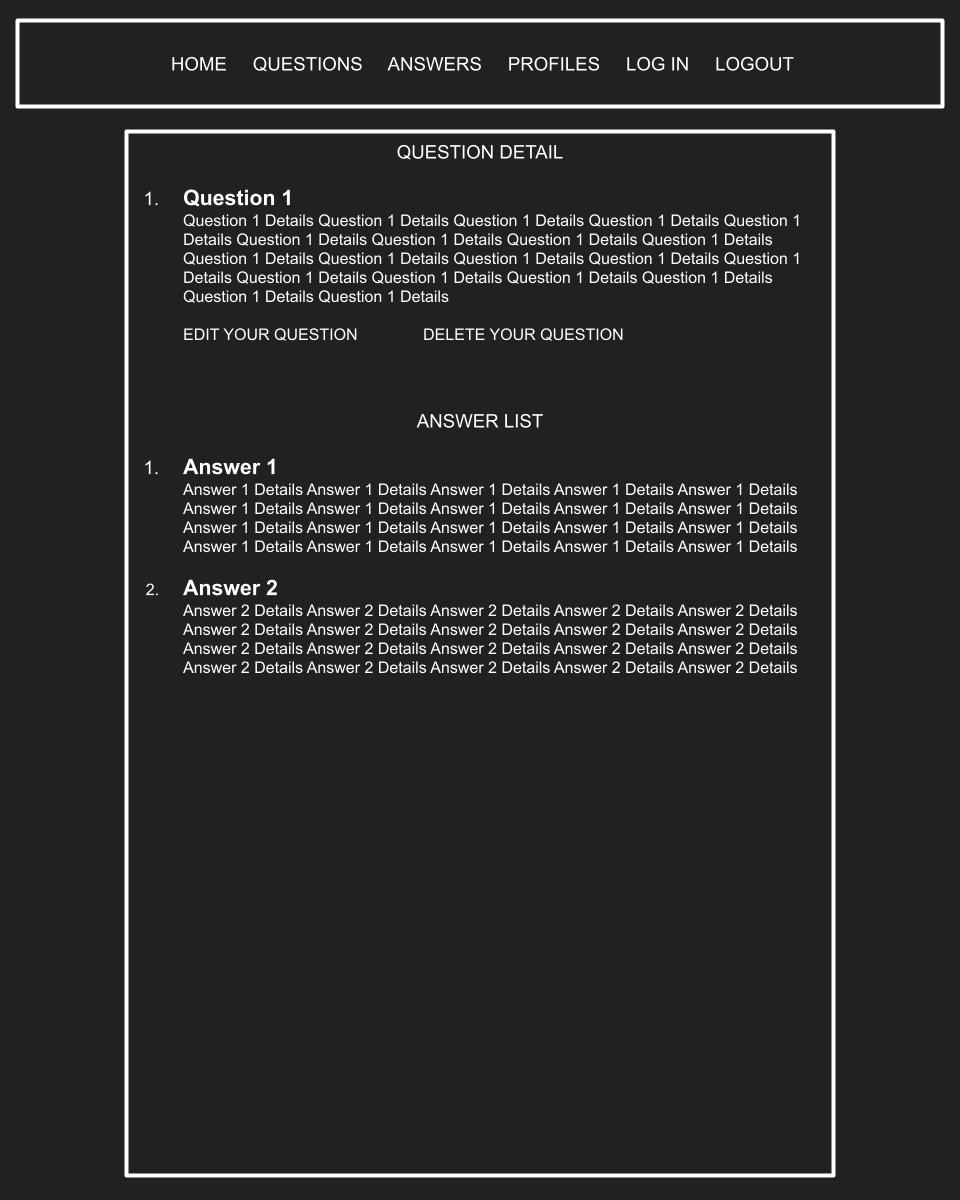 HOME QUESTIONS ANSWERS PROFILES LOG IN LOGOUT
QUESTION DETAIL
1. Question 1
Question 1 Details Question 1 Details Question 1 Details Question 1 Details Question 1
Details Question 1 Details Question 1 Details Question 1 Details Question 1 Details
Question 1 Details Question 1 Details Question 1 Details Question 1 Details Question 1
Details Question 1 Details Question 1 Details Question 1 Details Question 1 Details
Question 1 Details Question 1 Details
EDIT YOUR QUESTION DELETE YOUR QUESTION
ANSWER LIST
1. Answer 1
Answer 1 Details Answer 1 Details Answer 1 Details Answer 1 Details Answer 1 Details
Answer 1 Details Answer 1 Details Answer 1 Details Answer 1 Details Answer 1 Details
Answer 1 Details Answer 1 Details Answer 1 Details Answer 1 Details Answer 1 Details
Answer 1 Details Answer 1 Details Answer 1 Details Answer 1 Details Answer 1 Details
2. Answer 2
Answer 2 Details Answer 2 Details Answer 2 Details Answer 2 Details Answer 2 Details
Answer 2 Details Answer 2 Details Answer 2 Details Answer 2 Details Answer 2 Details
Answer 2 Details Answer 2 Details Answer 2 Details Answer 2 Details Answer 2 Details
Answer 2 Details Answer 2 Details Answer 2 Details Answer 2 Details Answer 2 Details